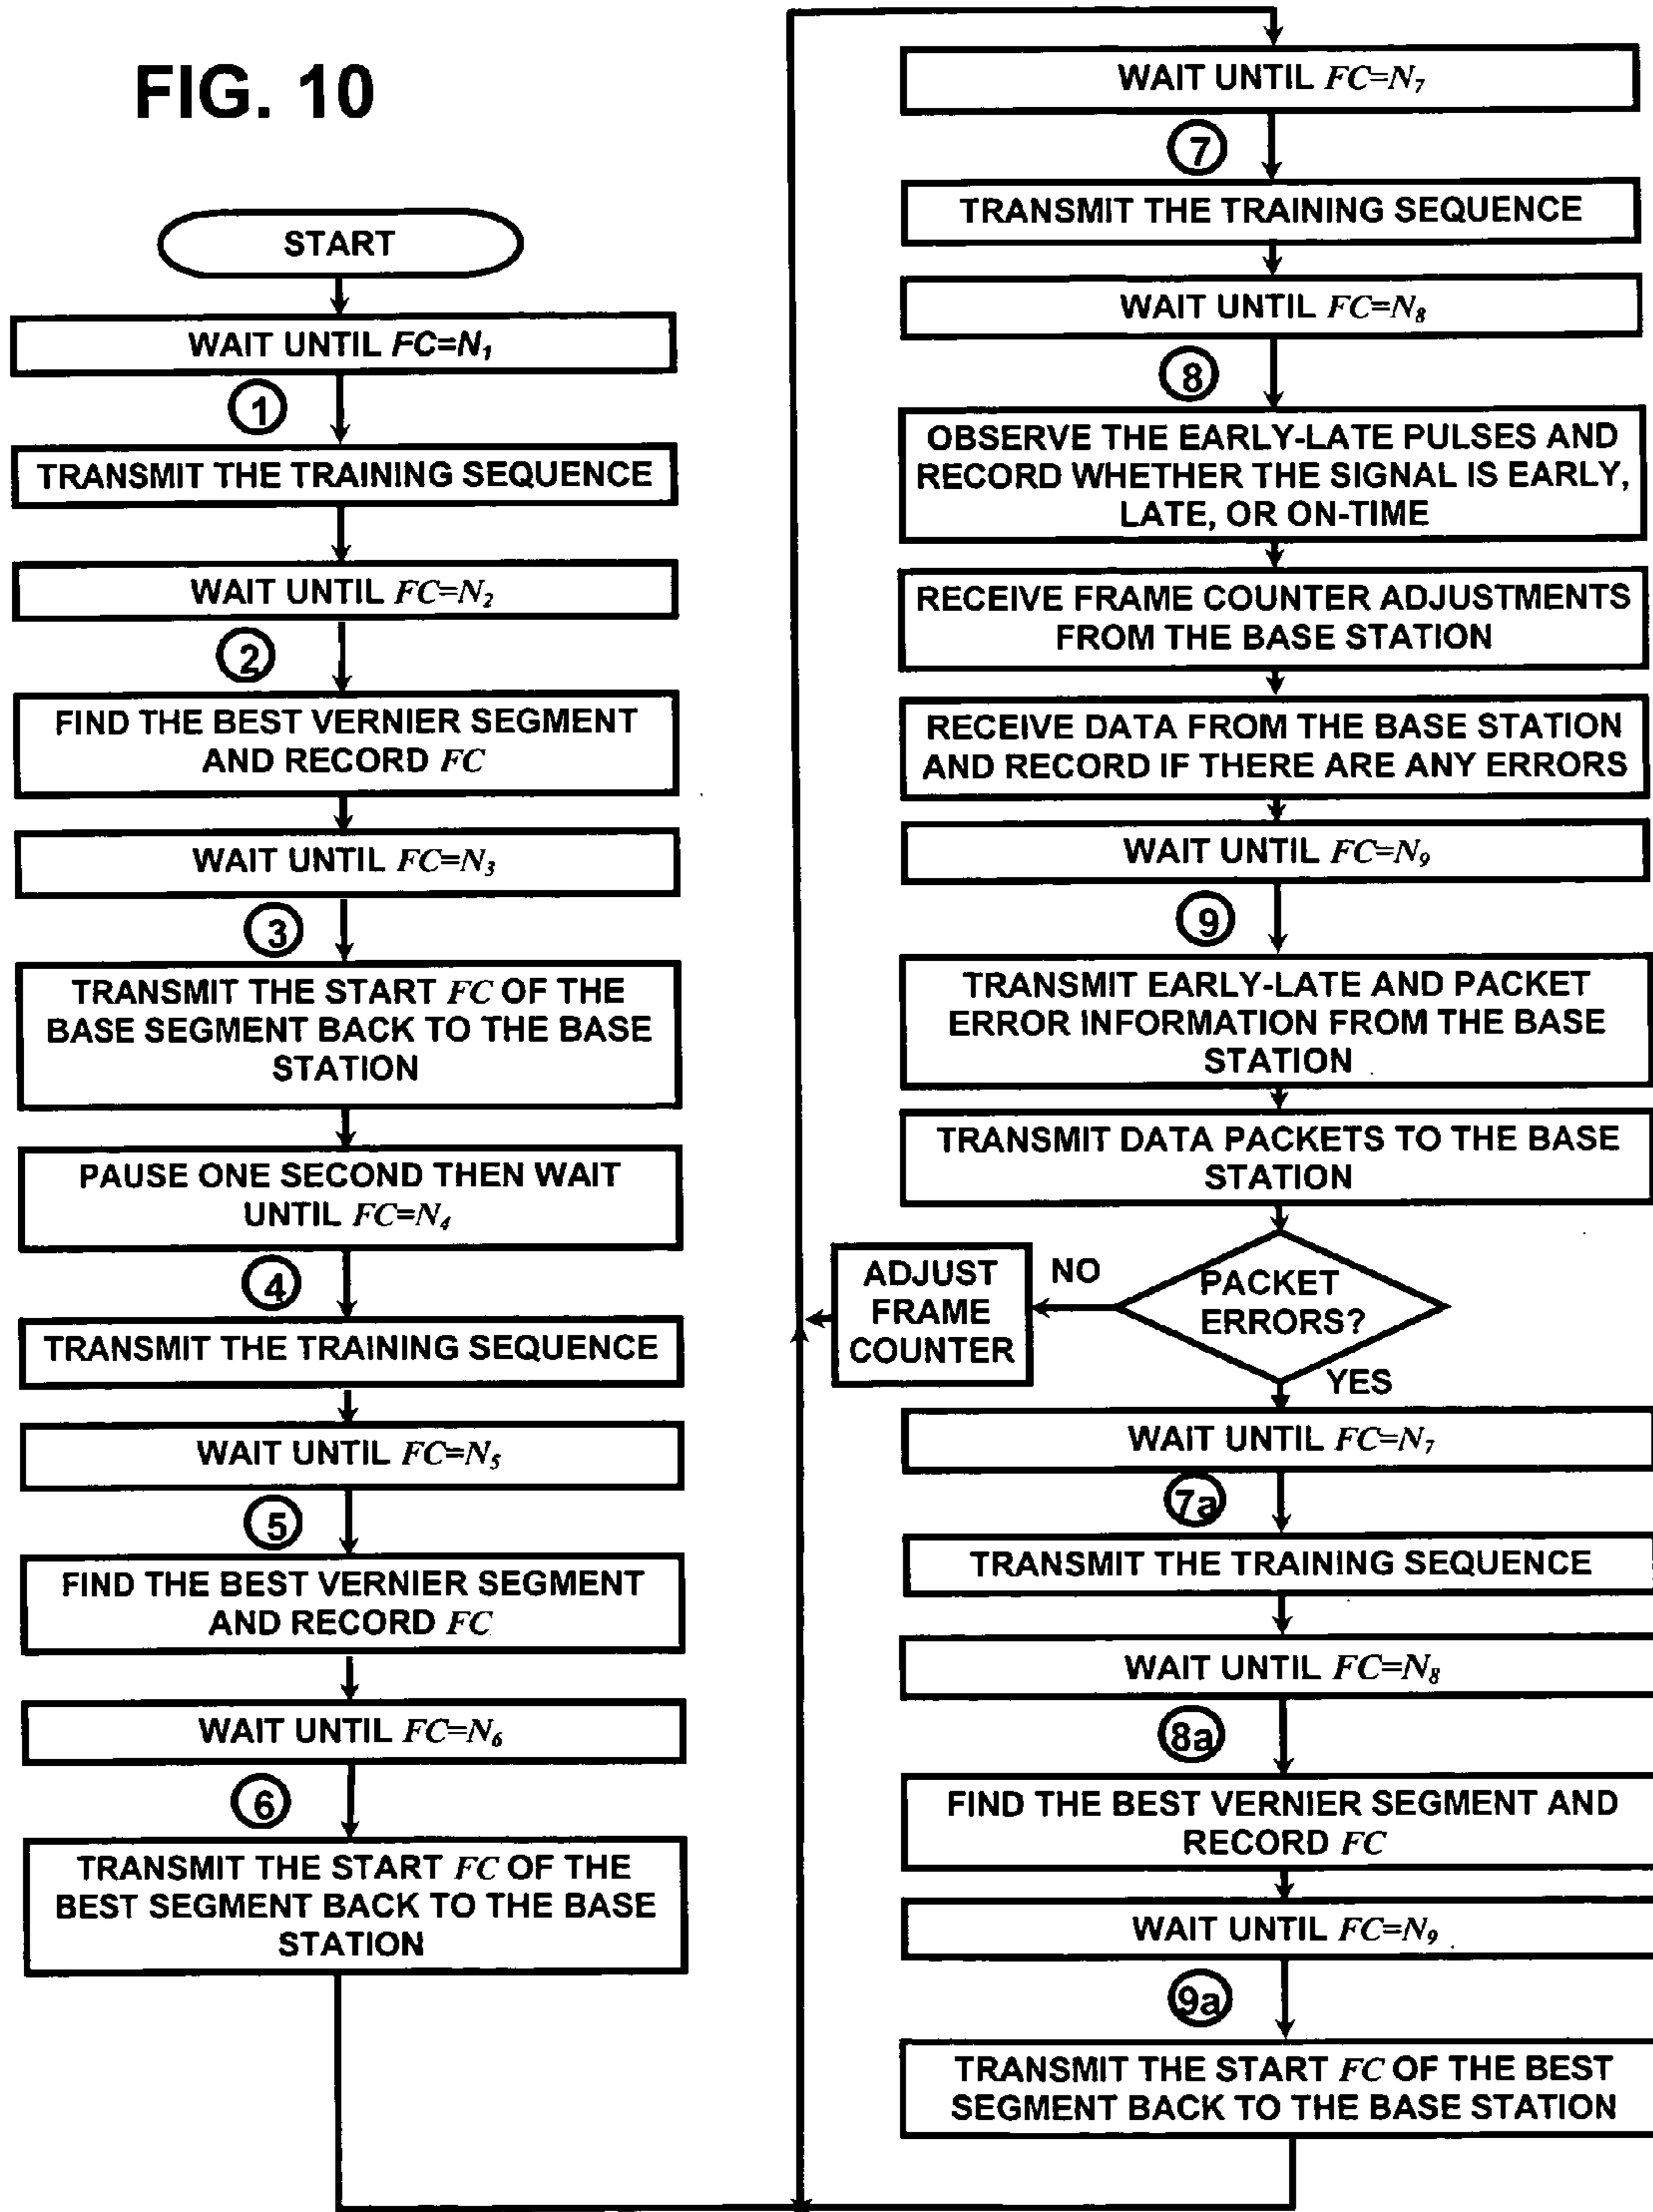 FIG. 10
START
WAIT UNTIL FC=N₁
1
TRANSMIT THE TRAINING SEQUENCE
WAIT UNTIL FC=N₂
2
FIND THE BEST VERNIER SEGMENT
AND RECORD FC
WAIT UNTIL FC=N₃
3
TRANSMIT THE START FC OF THE
BASE SEGMENT BACK TO THE BASE
STATION
PAUSE ONE SECOND THEN WAIT
UNTIL FC=N₄
4
TRANSMIT THE TRAINING SEQUENCE
WAIT UNTIL FC=N₅
5
FIND THE BEST VERNIER SEGMENT
AND RECORD FC
WAIT UNTIL FC=N₆
6
TRANSMIT THE START FC OF THE
BEST SEGMENT BACK TO THE BASE
STATION
WAIT UNTIL FC=N₇
7
TRANSMIT THE TRAINING SEQUENCE
WAIT UNTIL FC=N₈
8
OBSERVE THE EARLY-LATE PULSES AND
RECORD WHETHER THE SIGNAL IS EARLY,
LATE, OR ON-TIME
RECEIVE FRAME COUNTER ADJUSTMENTS
FROM THE BASE STATION
RECEIVE DATA FROM THE BASE STATION
AND RECORD IF THERE ARE ANY ERRORS
WAIT UNTIL FC=N₉
9
TRANSMIT EARLY-LATE AND PACKET
ERROR INFORMATION FROM THE BASE
STATION
TRANSMIT DATA PACKETS TO THE BASE
STATION
PACKET
ERRORS?
NO
ADJUST
FRAME
COUNTER
YES
WAIT UNTIL FC=N₇
7a
TRANSMIT THE TRAINING SEQUENCE
WAIT UNTIL FC=N₈
8a
FIND THE BEST VERNIER SEGMENT AND
RECORD FC
WAIT UNTIL FC=N₉
9a
TRANSMIT THE START FC OF THE BEST
SEGMENT BACK TO THE BASE STATION